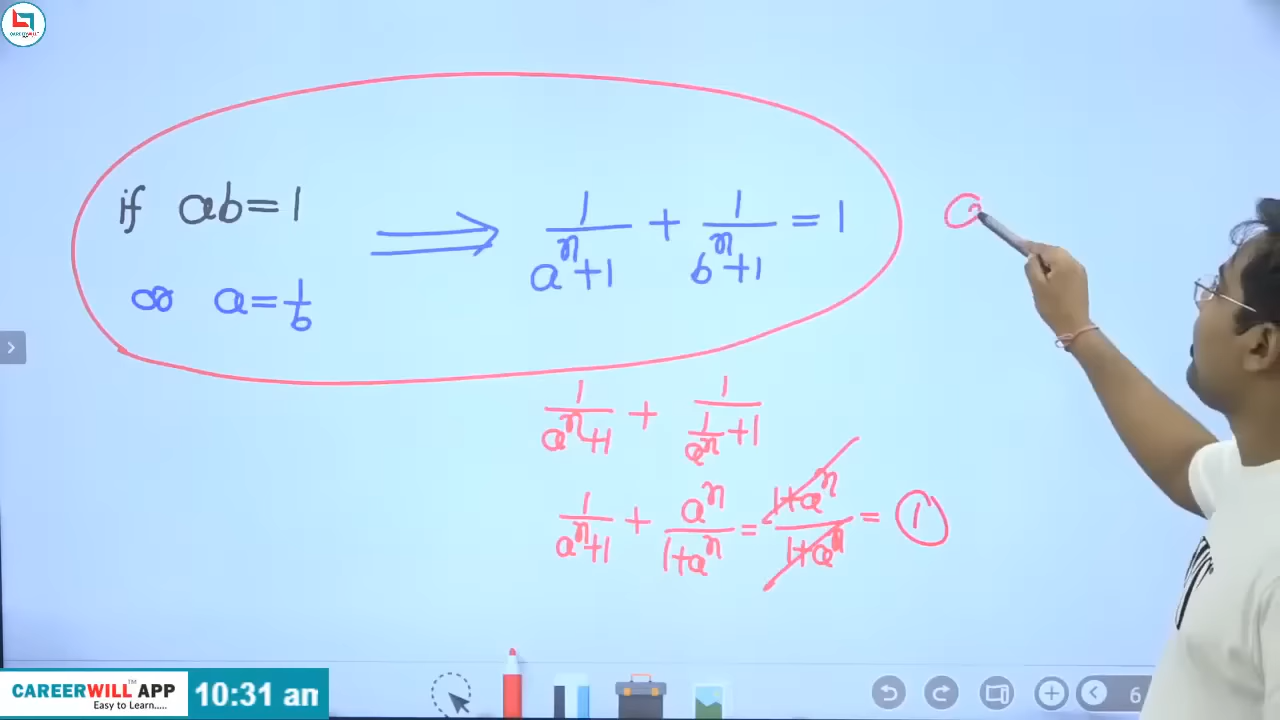 CAREERWILL
if ab = 1
or a = 1/b
⟹ 1/(aⁿ+1) + 1/(bⁿ+1) = 1
a
1/(aⁿ+1) + 1/(1/aⁿ + 1)
1/(aⁿ+1) + aⁿ/(1+aⁿ) = (1+aⁿ)/(1+aⁿ) = 1
CAREERWILL™ APP
Easy to Learn.....
10:31 am
6